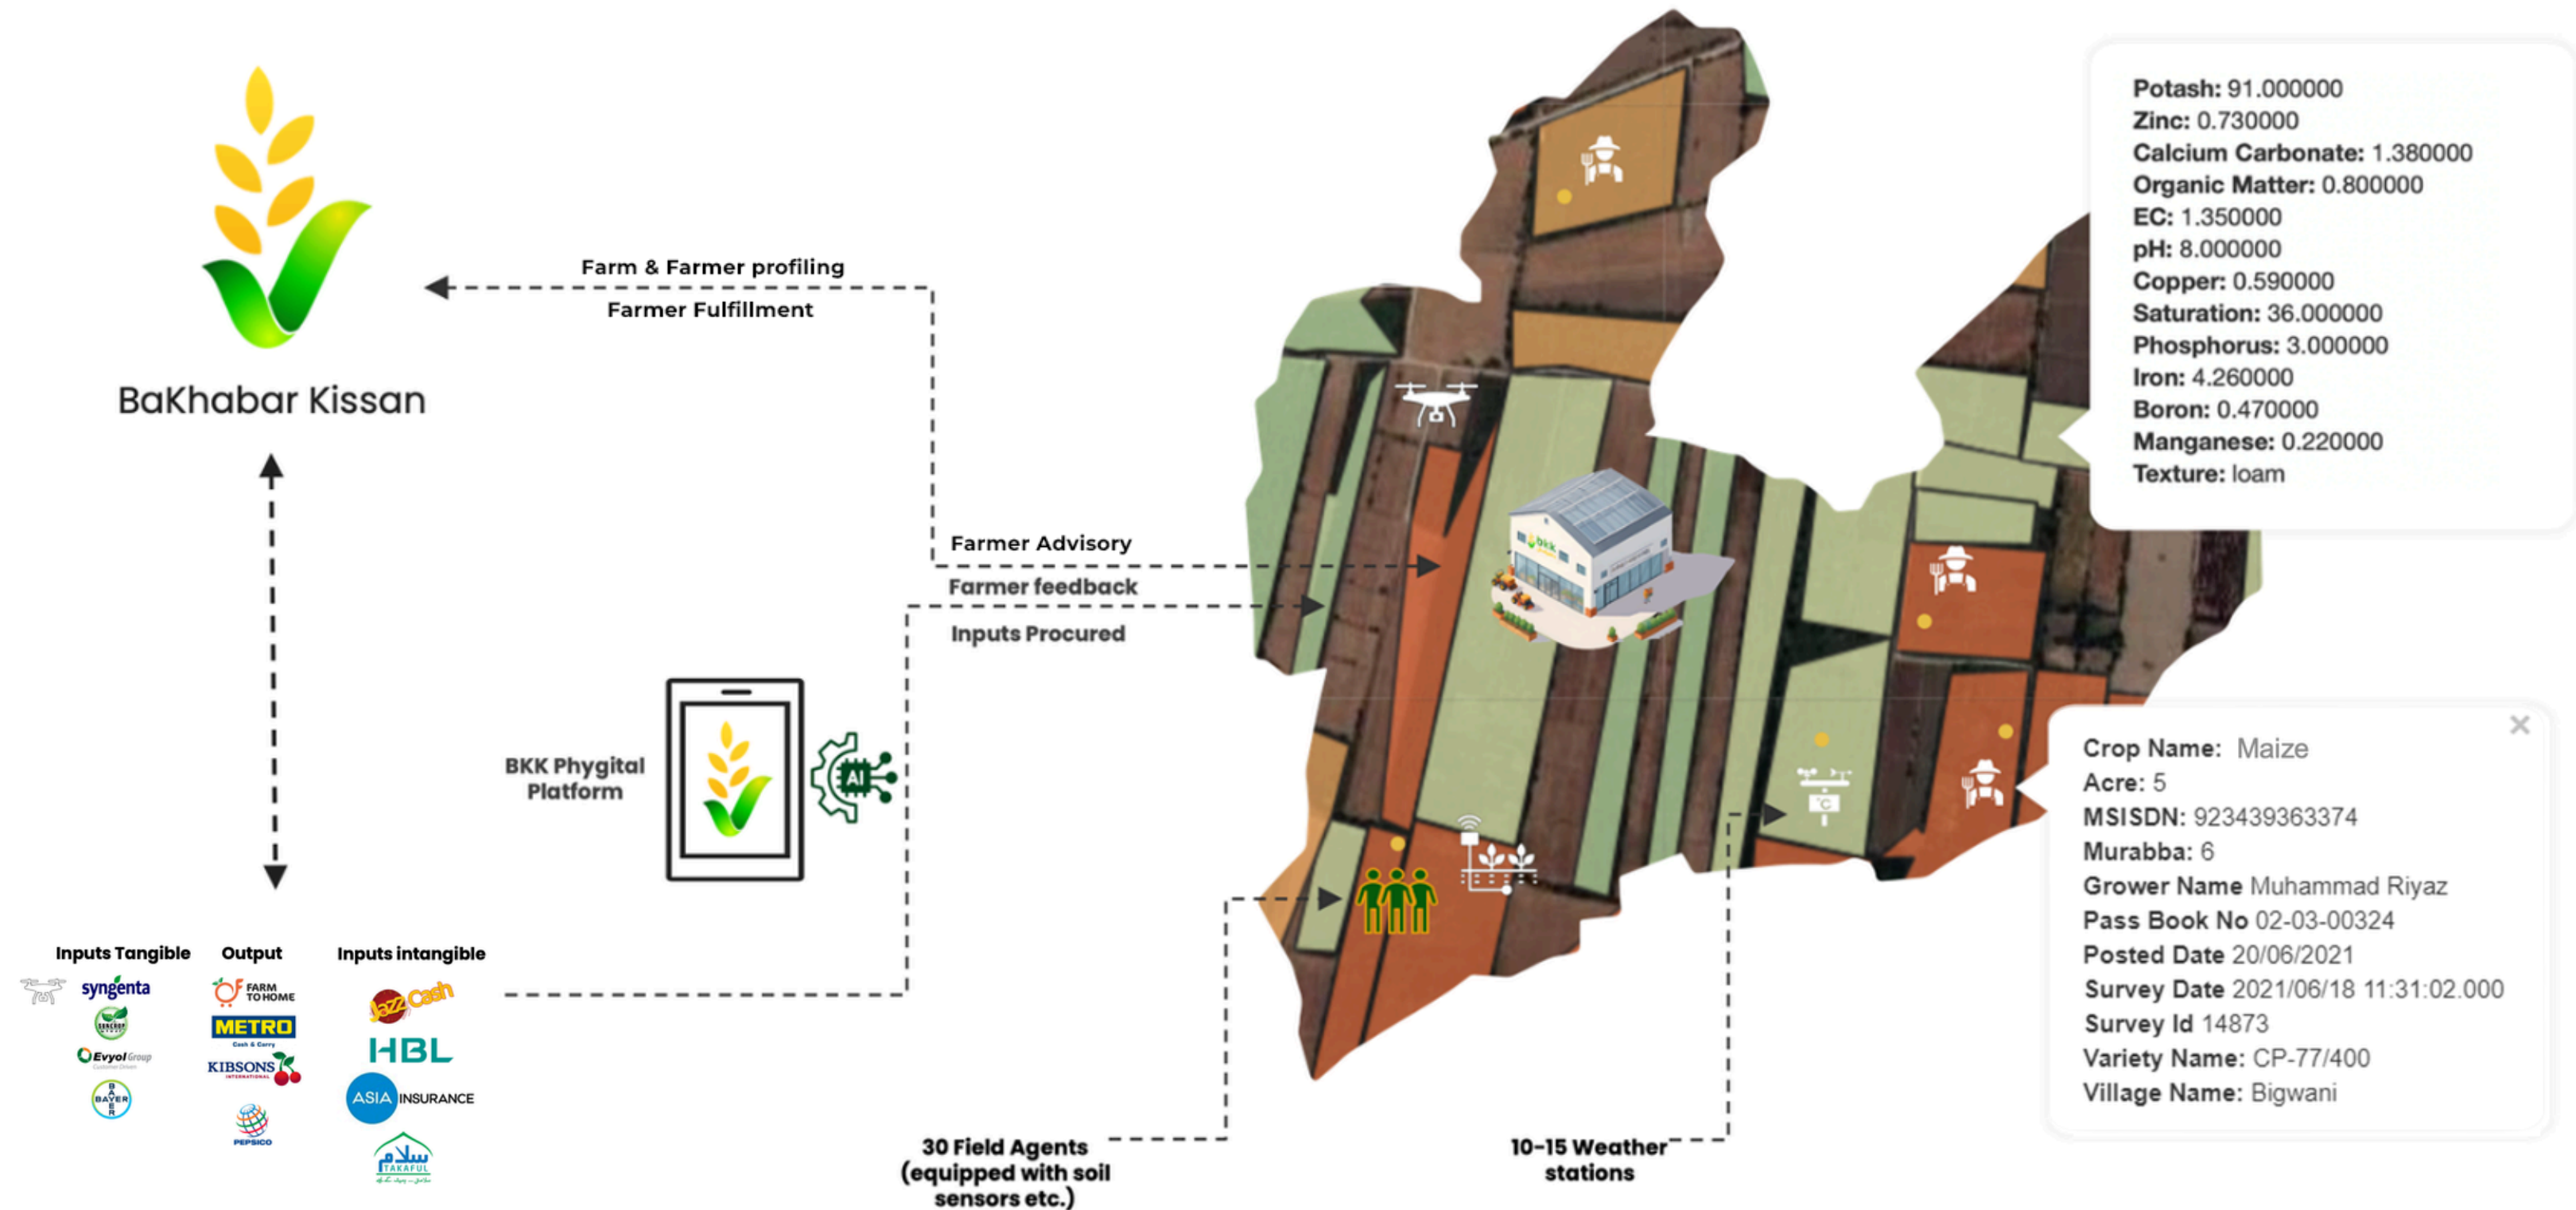 BaKhabar Kissan
Farm & Farmer profiling
Farmer Fulfillment
Farmer Advisory
Farmer feedback
Inputs Procured
BKK Phygital
Platform
AI
Inputs Tangible
syngenta
SUNCROP
Evyol Group
Customer Driven
BAYER
BAYER
Output
FARM
TO HOME
METRO
Cash & Carry
KIBSONS
INTERNATIONAL
PEPSICO
Inputs intangible
JazzCash
HBL
ASIA INSURANCE
سلام
TAKAFUL
30 Field Agents
(equipped with soil
sensors etc.)
10-15 Weather
stations
bkk
°C
Potash: 91.000000
Zinc: 0.730000
Calcium Carbonate: 1.380000
Organic Matter: 0.800000
EC: 1.350000
pH: 8.000000
Copper: 0.590000
Saturation: 36.000000
Phosphorus: 3.000000
Iron: 4.260000
Boron: 0.470000
Manganese: 0.220000
Texture: loam
Crop Name: Maize
Acre: 5
MSISDN: 923439363374
Murabba: 6
Grower Name Muhammad Riyaz
Pass Book No 02-03-00324
Posted Date 20/06/2021
Survey Date 2021/06/18 11:31:02.000
Survey Id 14873
Variety Name: CP-77/400
Village Name: Bigwani